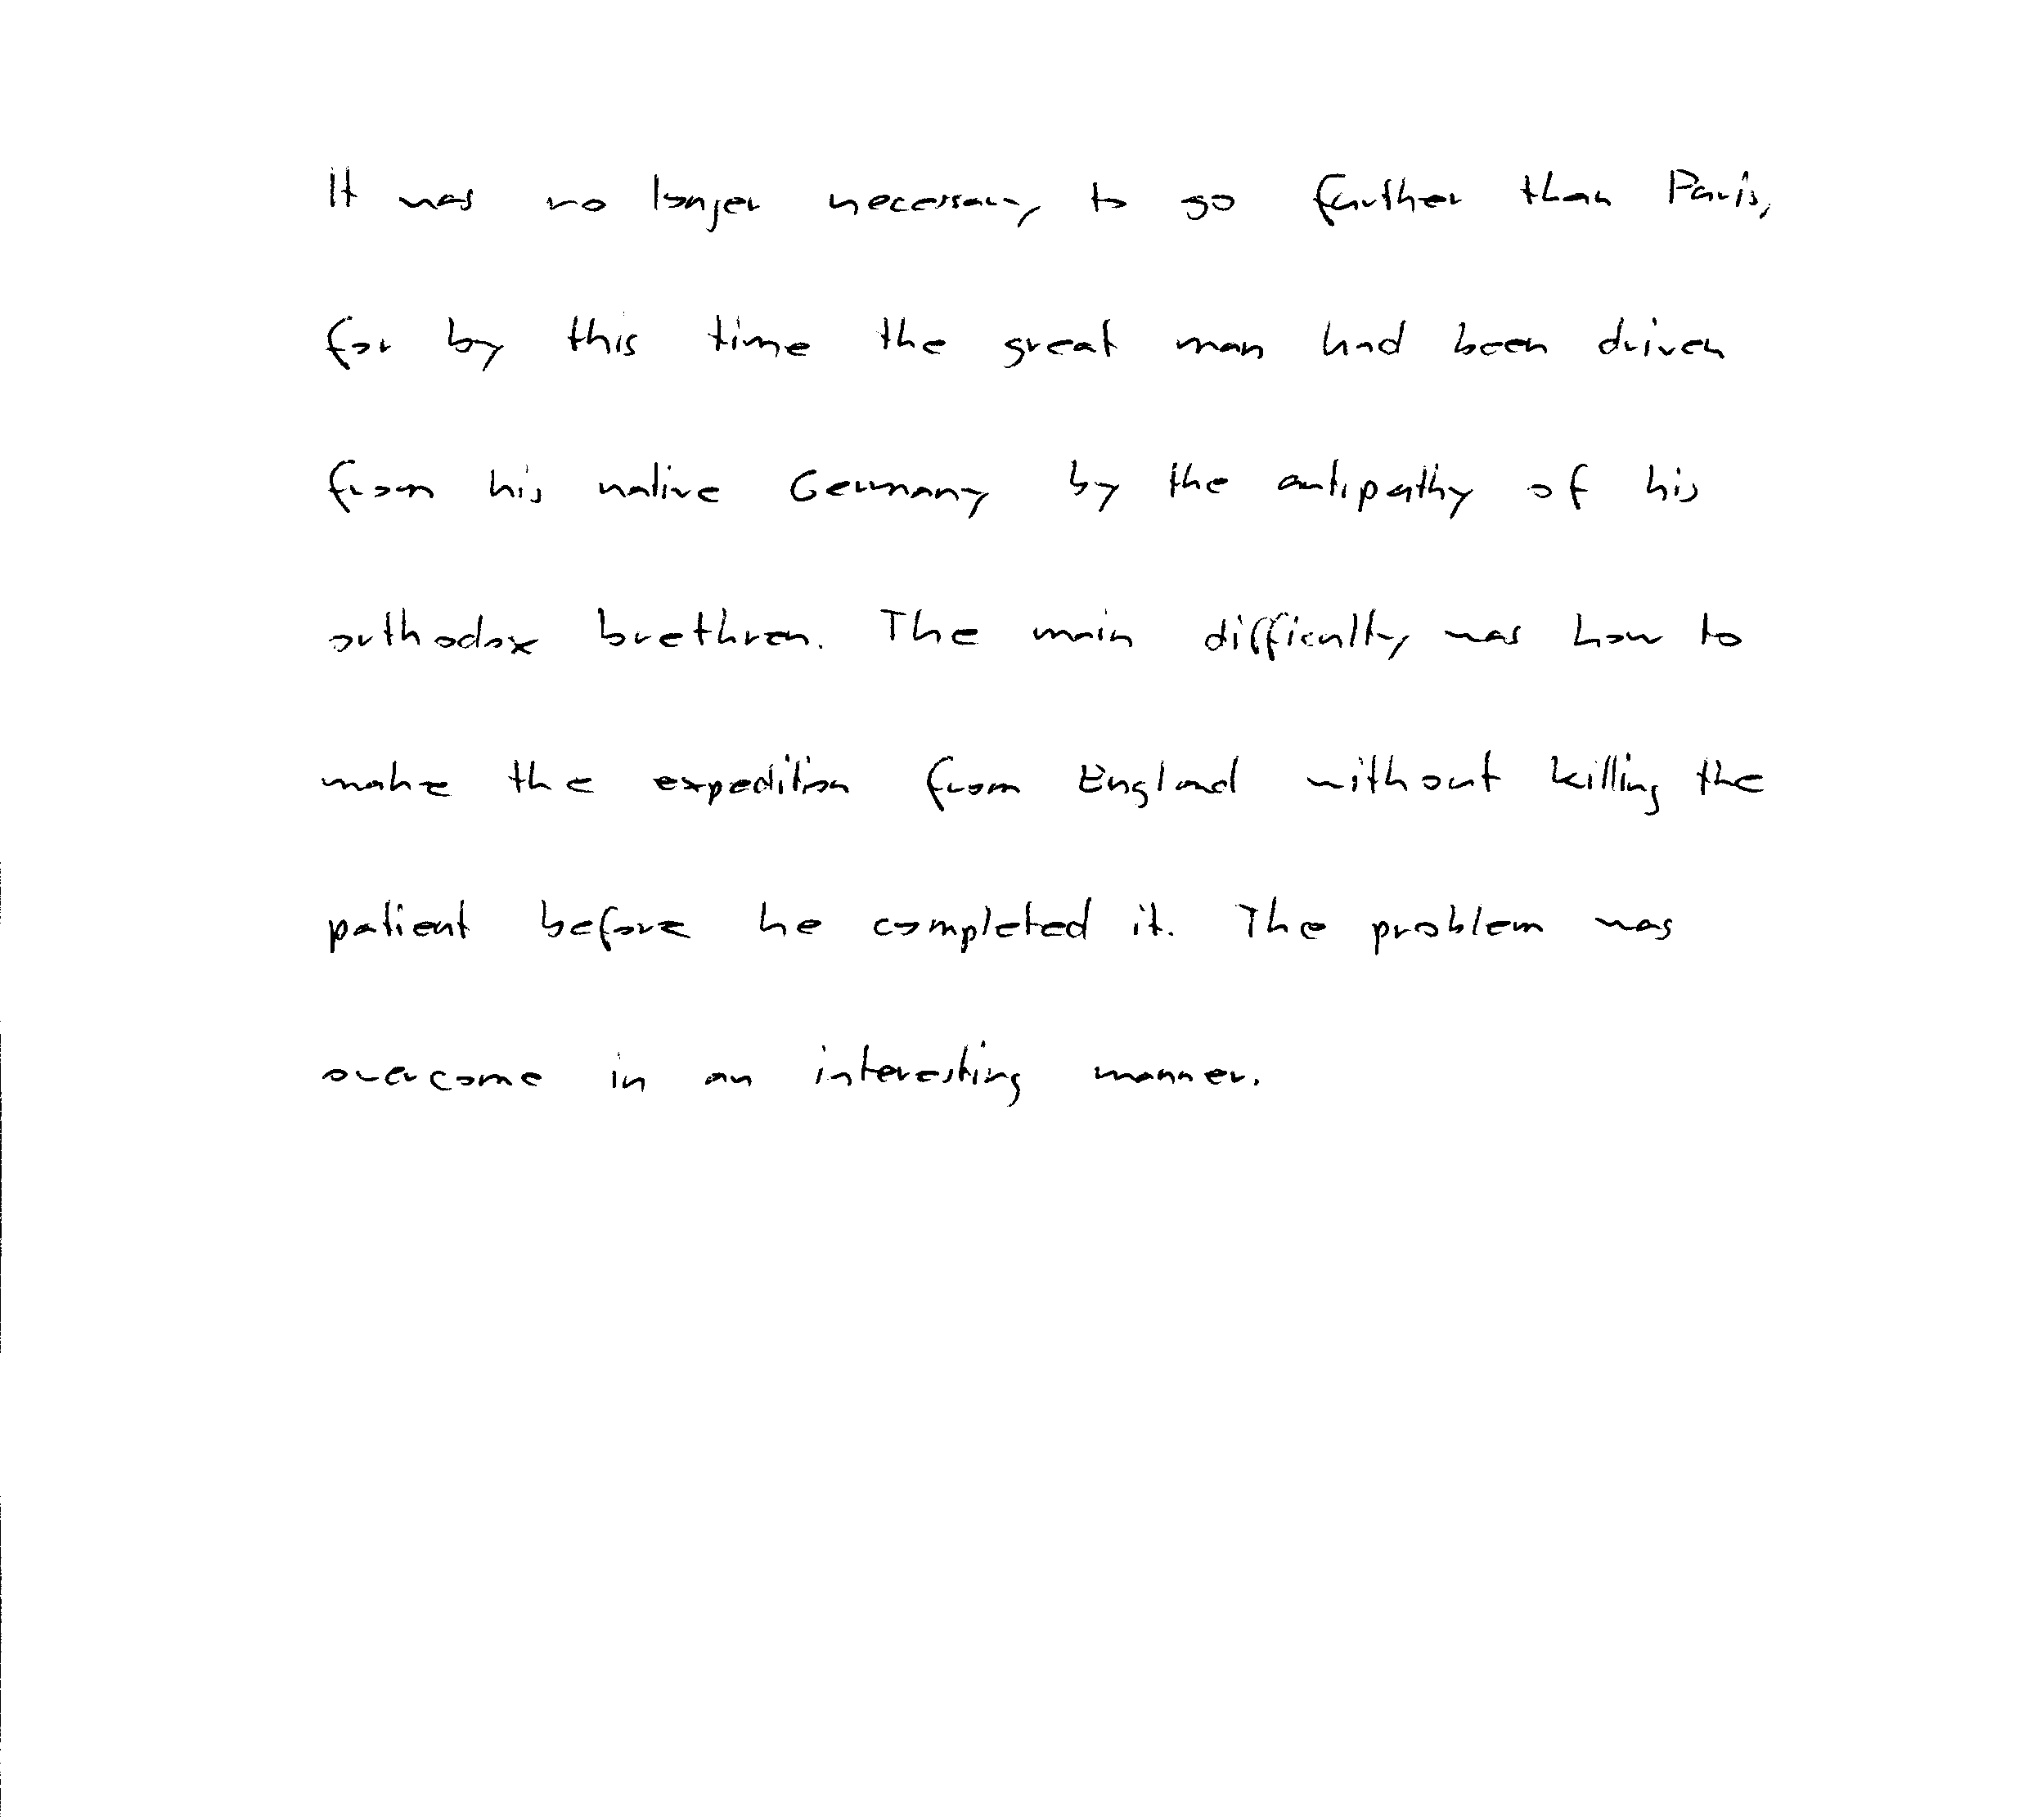 It was no longer necessary to go farther than Paris,
for by this time the great man had been driven
from his native Germany by the antipathy of his
orthodox brethren. The main difficulty was how to
make the expedition from England without killing the
patient before he completed it. The problem was
overcome in an interesting manner.